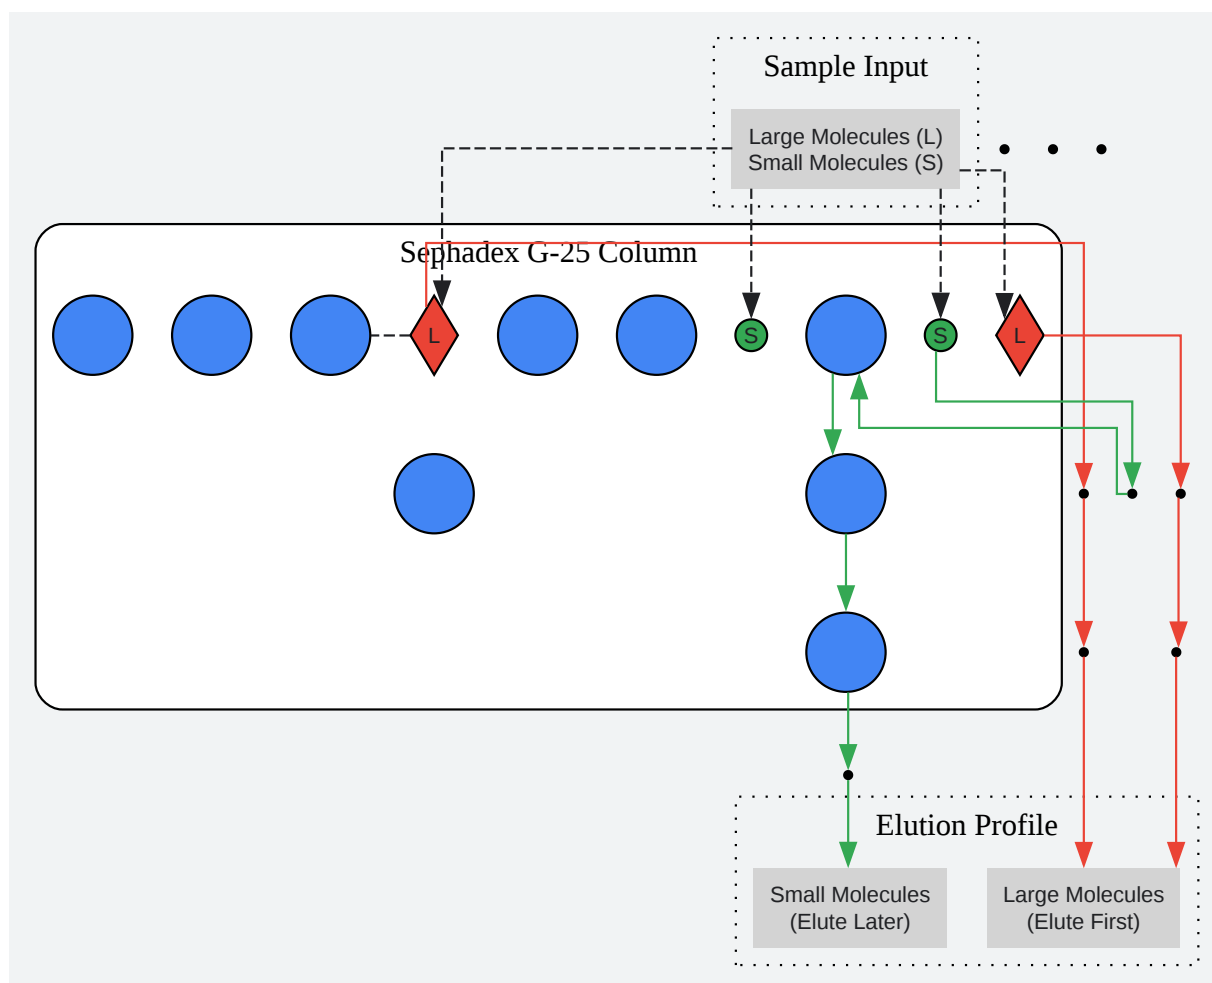 Sample Input
Large Molecules (L)
Small Molecules (S)
Sephadex G-25 Column
L
S
S
L
Elution Profile
Small Molecules
(Elute Later)
Large Molecules
(Elute First)